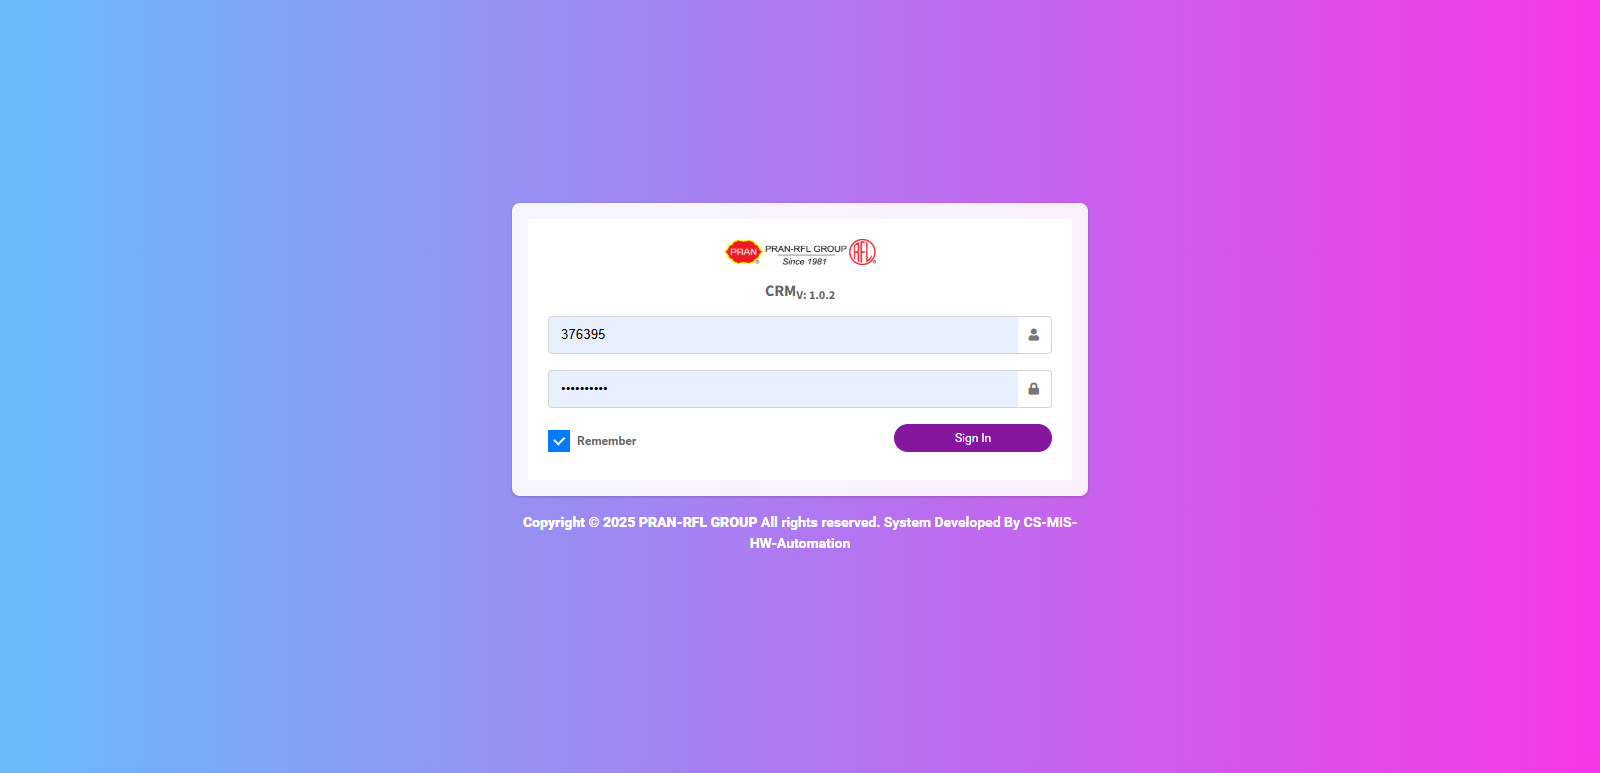 PRAN
PRAN-RFL GROUP
Since 1981
RFL
CRM V: 1.0.2
376395
••••••••••
Remember
Sign In
Copyright © 2025 PRAN-RFL GROUP All rights reserved. System Developed By CS-MIS-
HW-Automation